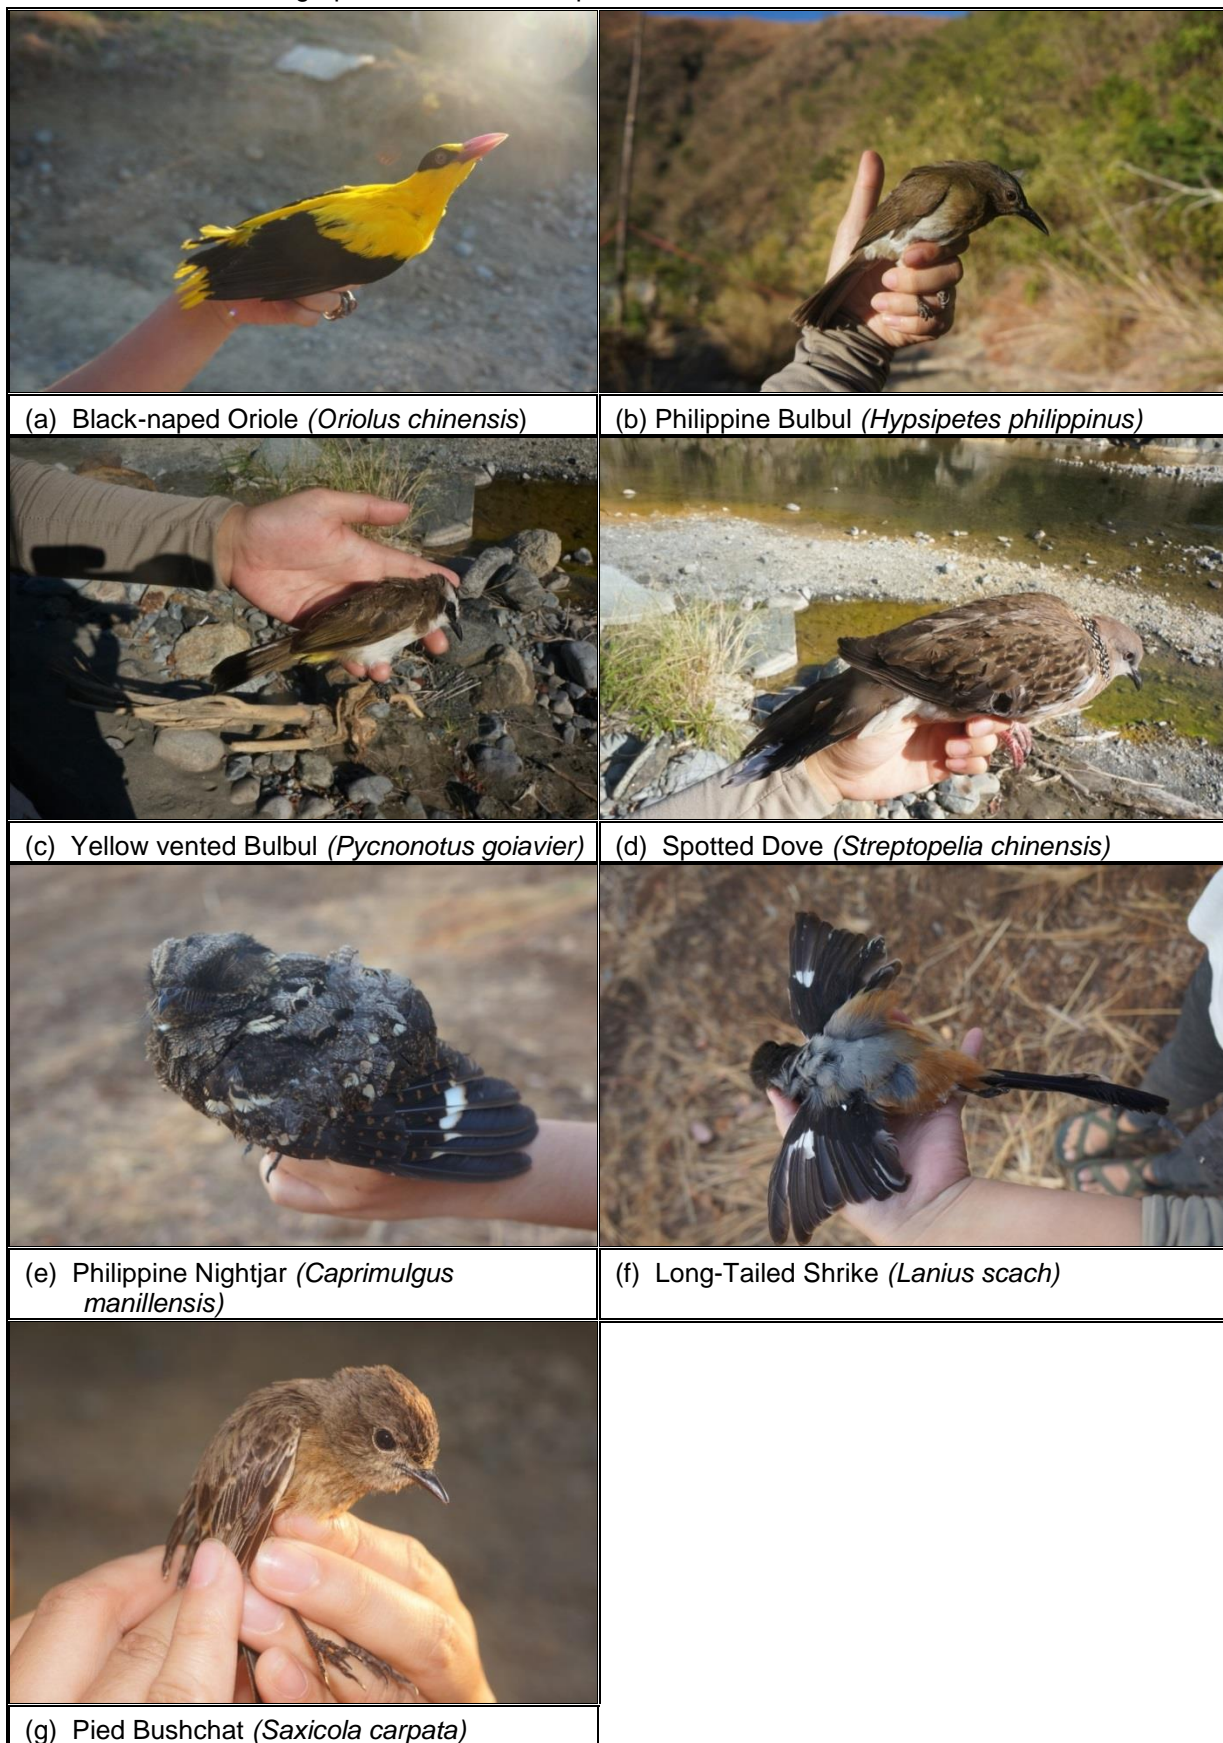 (a) Black-naped Oriole (Oriolus chinensis)
(b) Philippine Bulbul (Hypsipetes philippinus)
(c) Yellow vented Bulbul (Pycnonotus goiavier)
(d) Spotted Dove (Streptopelia chinensis)
(e) Philippine Nightjar (Caprimulgus
manillensis)
(f) Long-Tailed Shrike (Lanius scach)
(g) Pied Bushchat (Saxicola carpata)